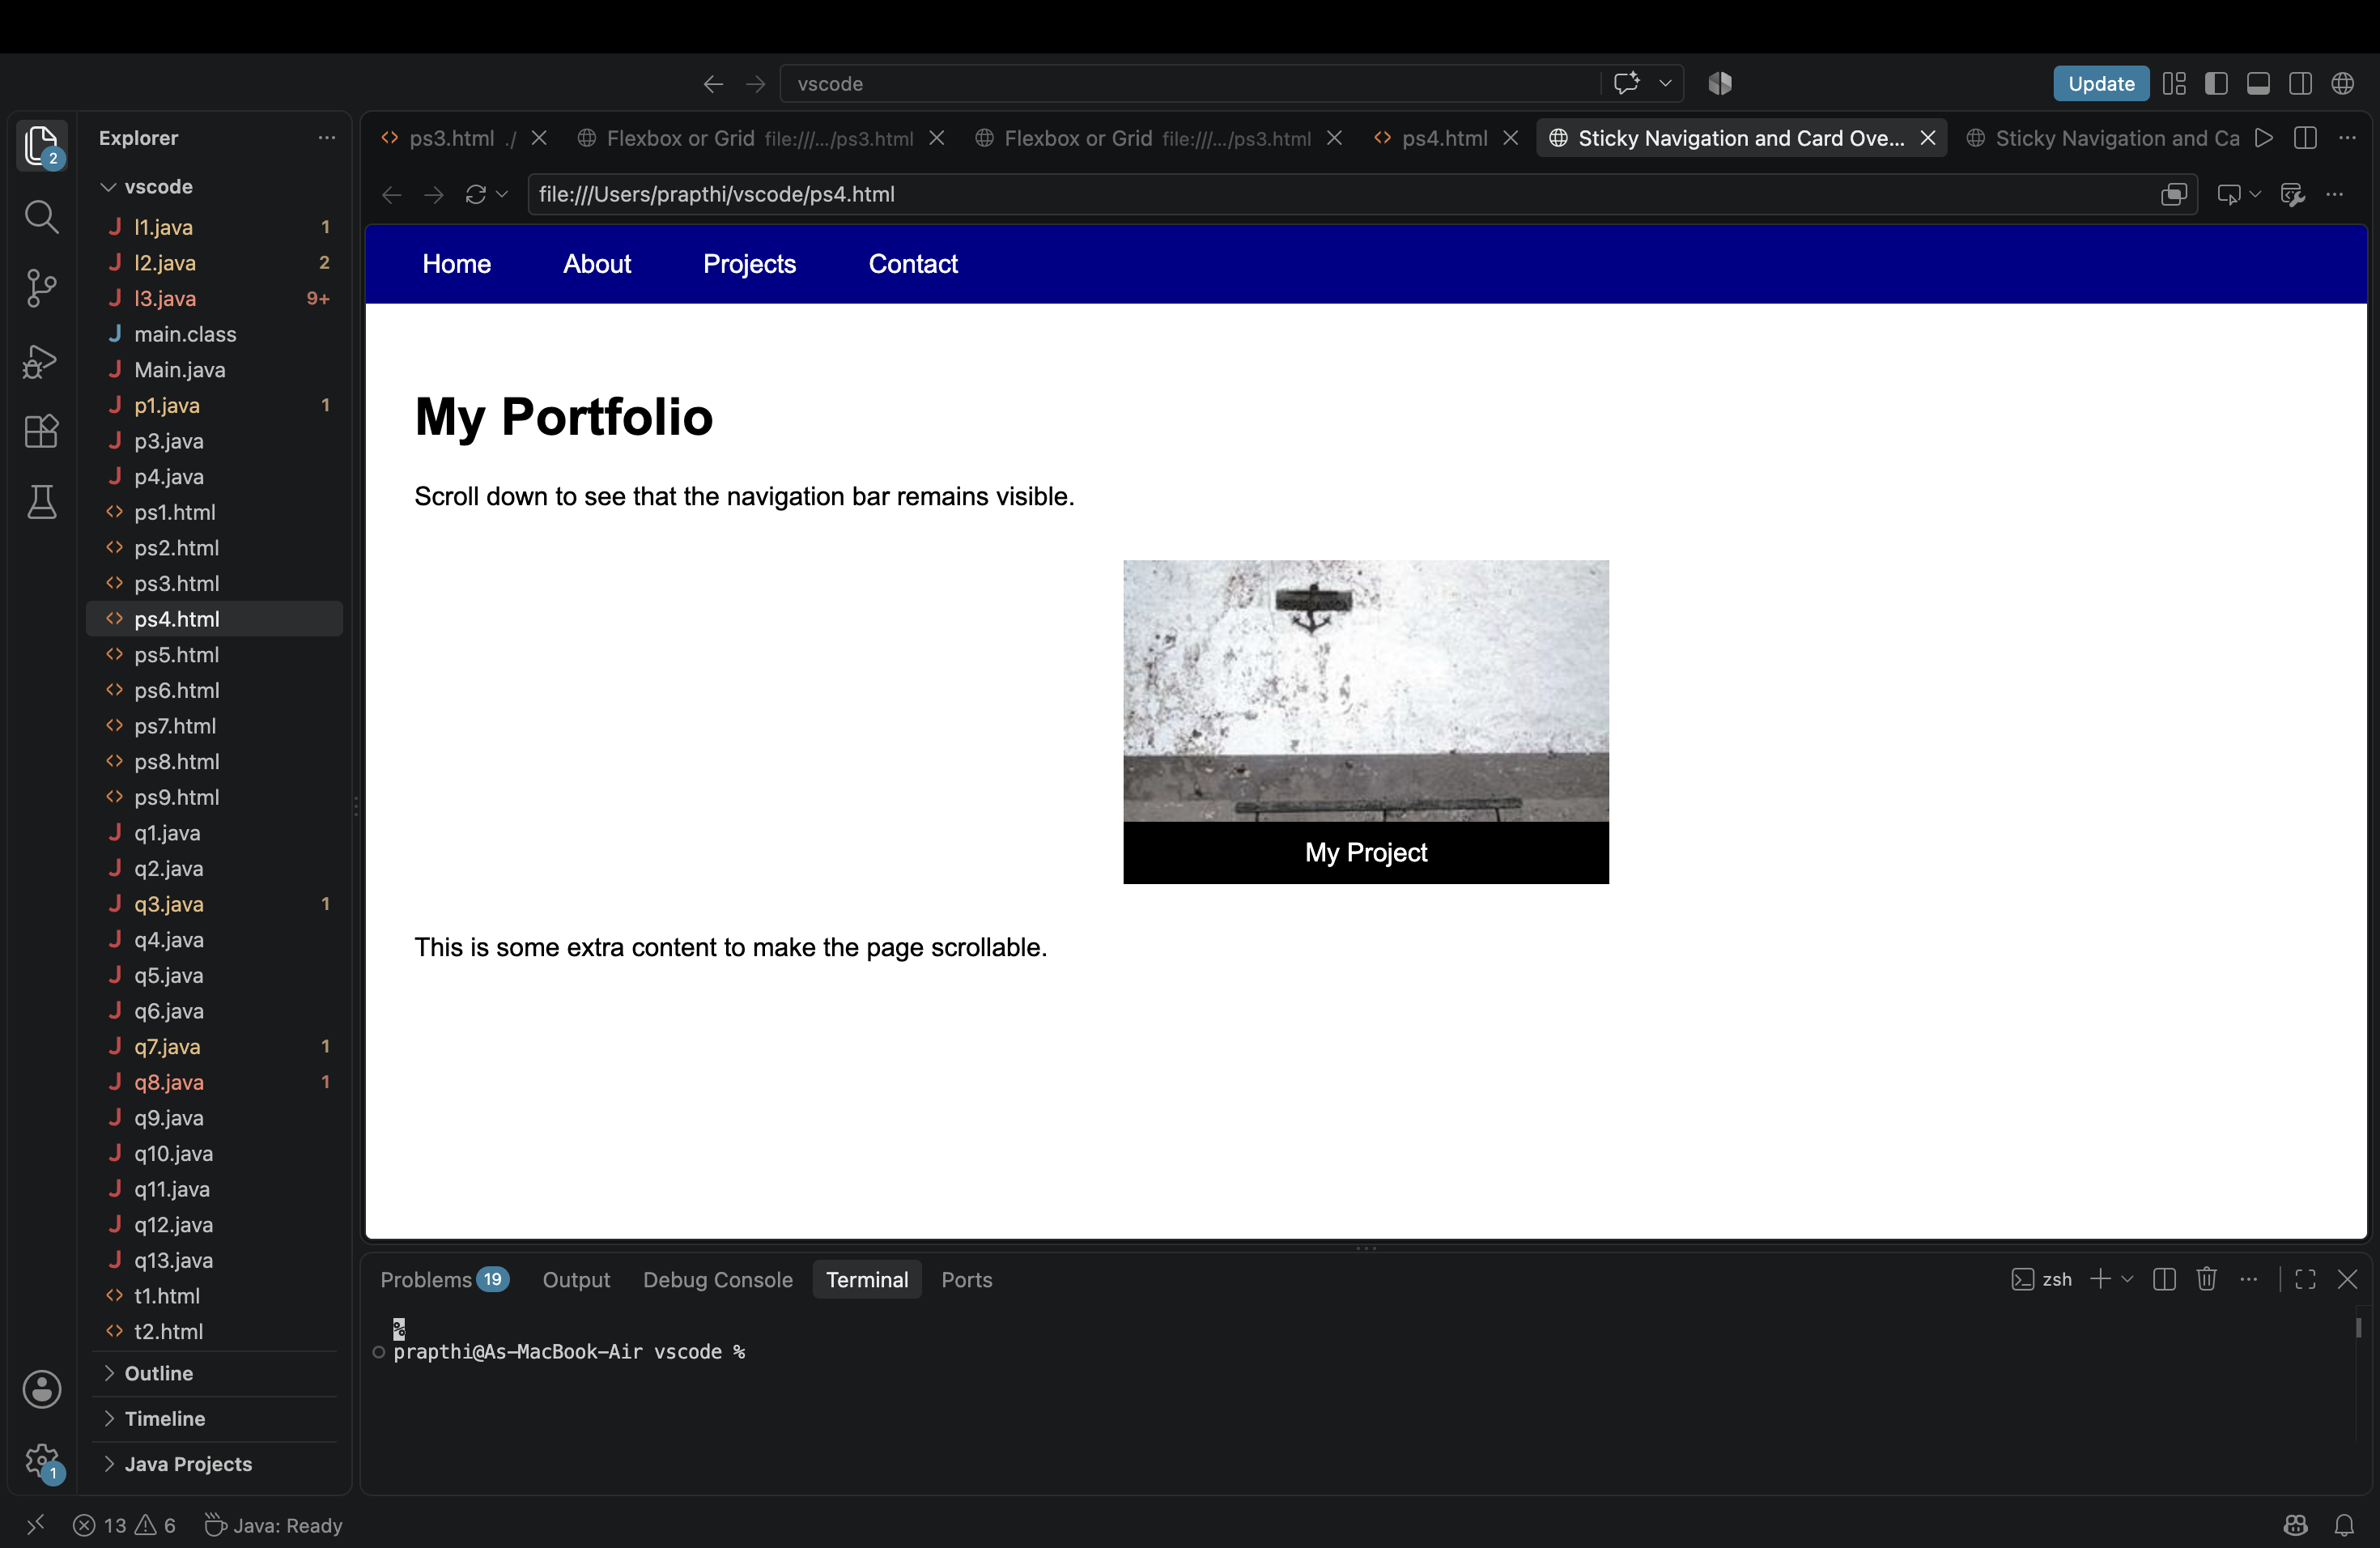 vscode
Update
Explorer
ps3.html ./
Flexbox or Grid file:///.../ps3.html
Flexbox or Grid file:///.../ps3.html
ps4.html
Sticky Navigation and Card Ove...
Sticky Navigation and Ca
2
vscode
file:///Users/prapthi/vscode/ps4.html
l1.java 1
l2.java 2
l3.java 9+
main.class
Main.java
p1.java 1
p3.java
p4.java
ps1.html
ps2.html
ps3.html
ps4.html
ps5.html
ps6.html
ps7.html
ps8.html
ps9.html
q1.java
q2.java
q3.java 1
q4.java
q5.java
q6.java
q7.java 1
q8.java 1
q9.java
q10.java
q11.java
q12.java
q13.java
t1.html
t2.html
Outline
Timeline
Java Projects
1
Home About Projects Contact
My Portfolio
Scroll down to see that the navigation bar remains visible.
My Project
This is some extra content to make the page scrollable.
Problems 19 Output Debug Console Terminal Ports
zsh
%
prapthi@As-MacBook-Air vscode %
13 6 Java: Ready